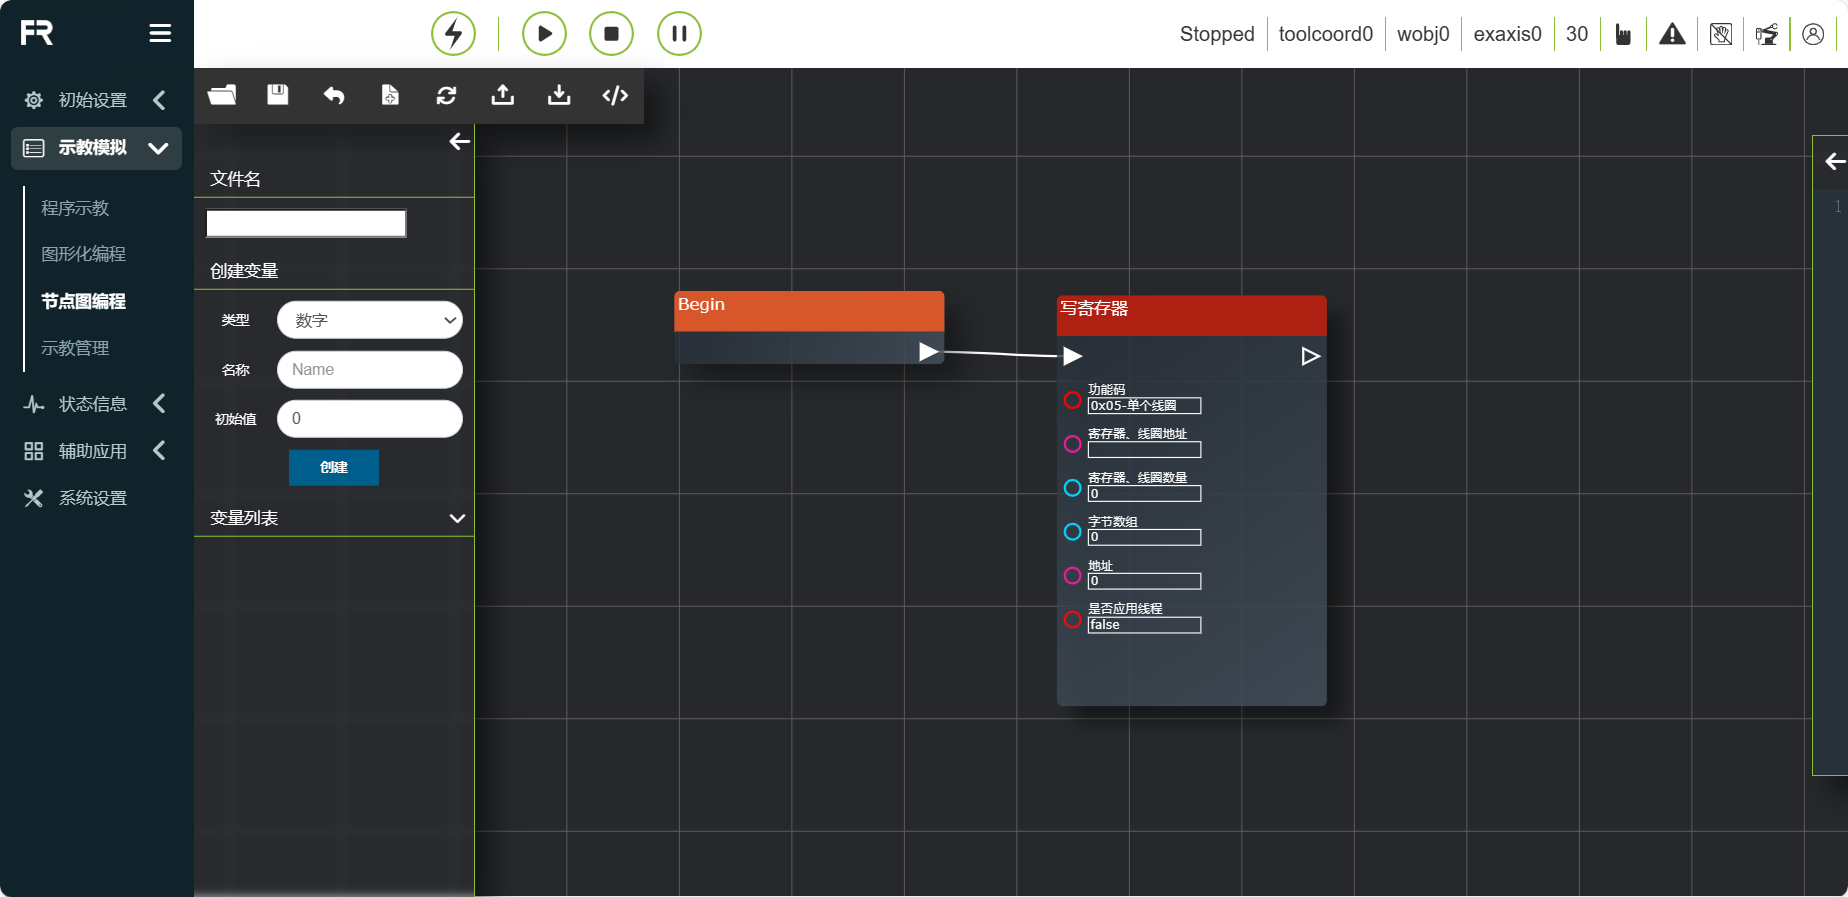 FR
Stopped
toolcoord0
wobj0
exaxis0
30
初始设置
示教模拟
程序示教
图形化编程
节点图编程
示教管理
状态信息
辅助应用
系统设置
文件名
创建变量
类型
数字
名称
Name
初始值
0
创建
变量列表
Begin
写寄存器
功能码
0x05-单个线圈
寄存器、线圈地址
寄存器、线圈数量
0
字节数组
0
地址
0
是否应用线程
false
1